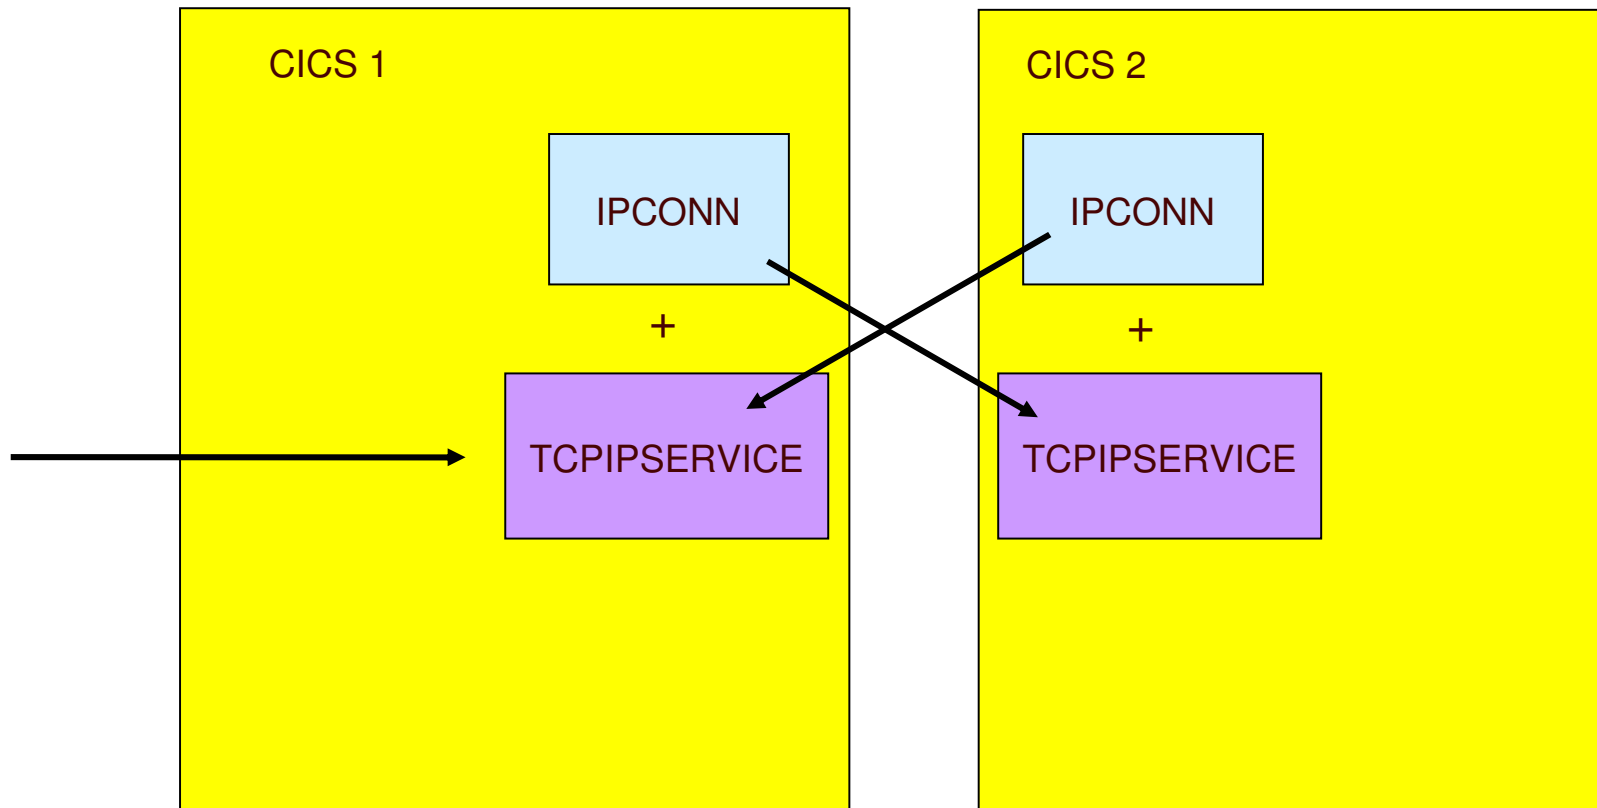 CICS 1
CICS 2
IPCONN
IPCONN
+
+
TCPIPSERVICE
TCPIPSERVICE